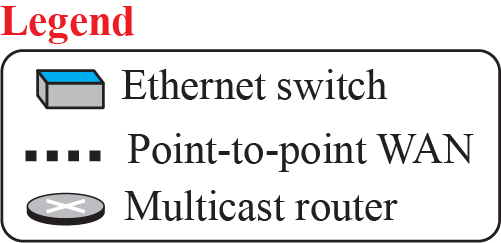 Legend
Ethernet switch
Point-to-point WAN
Multicast router